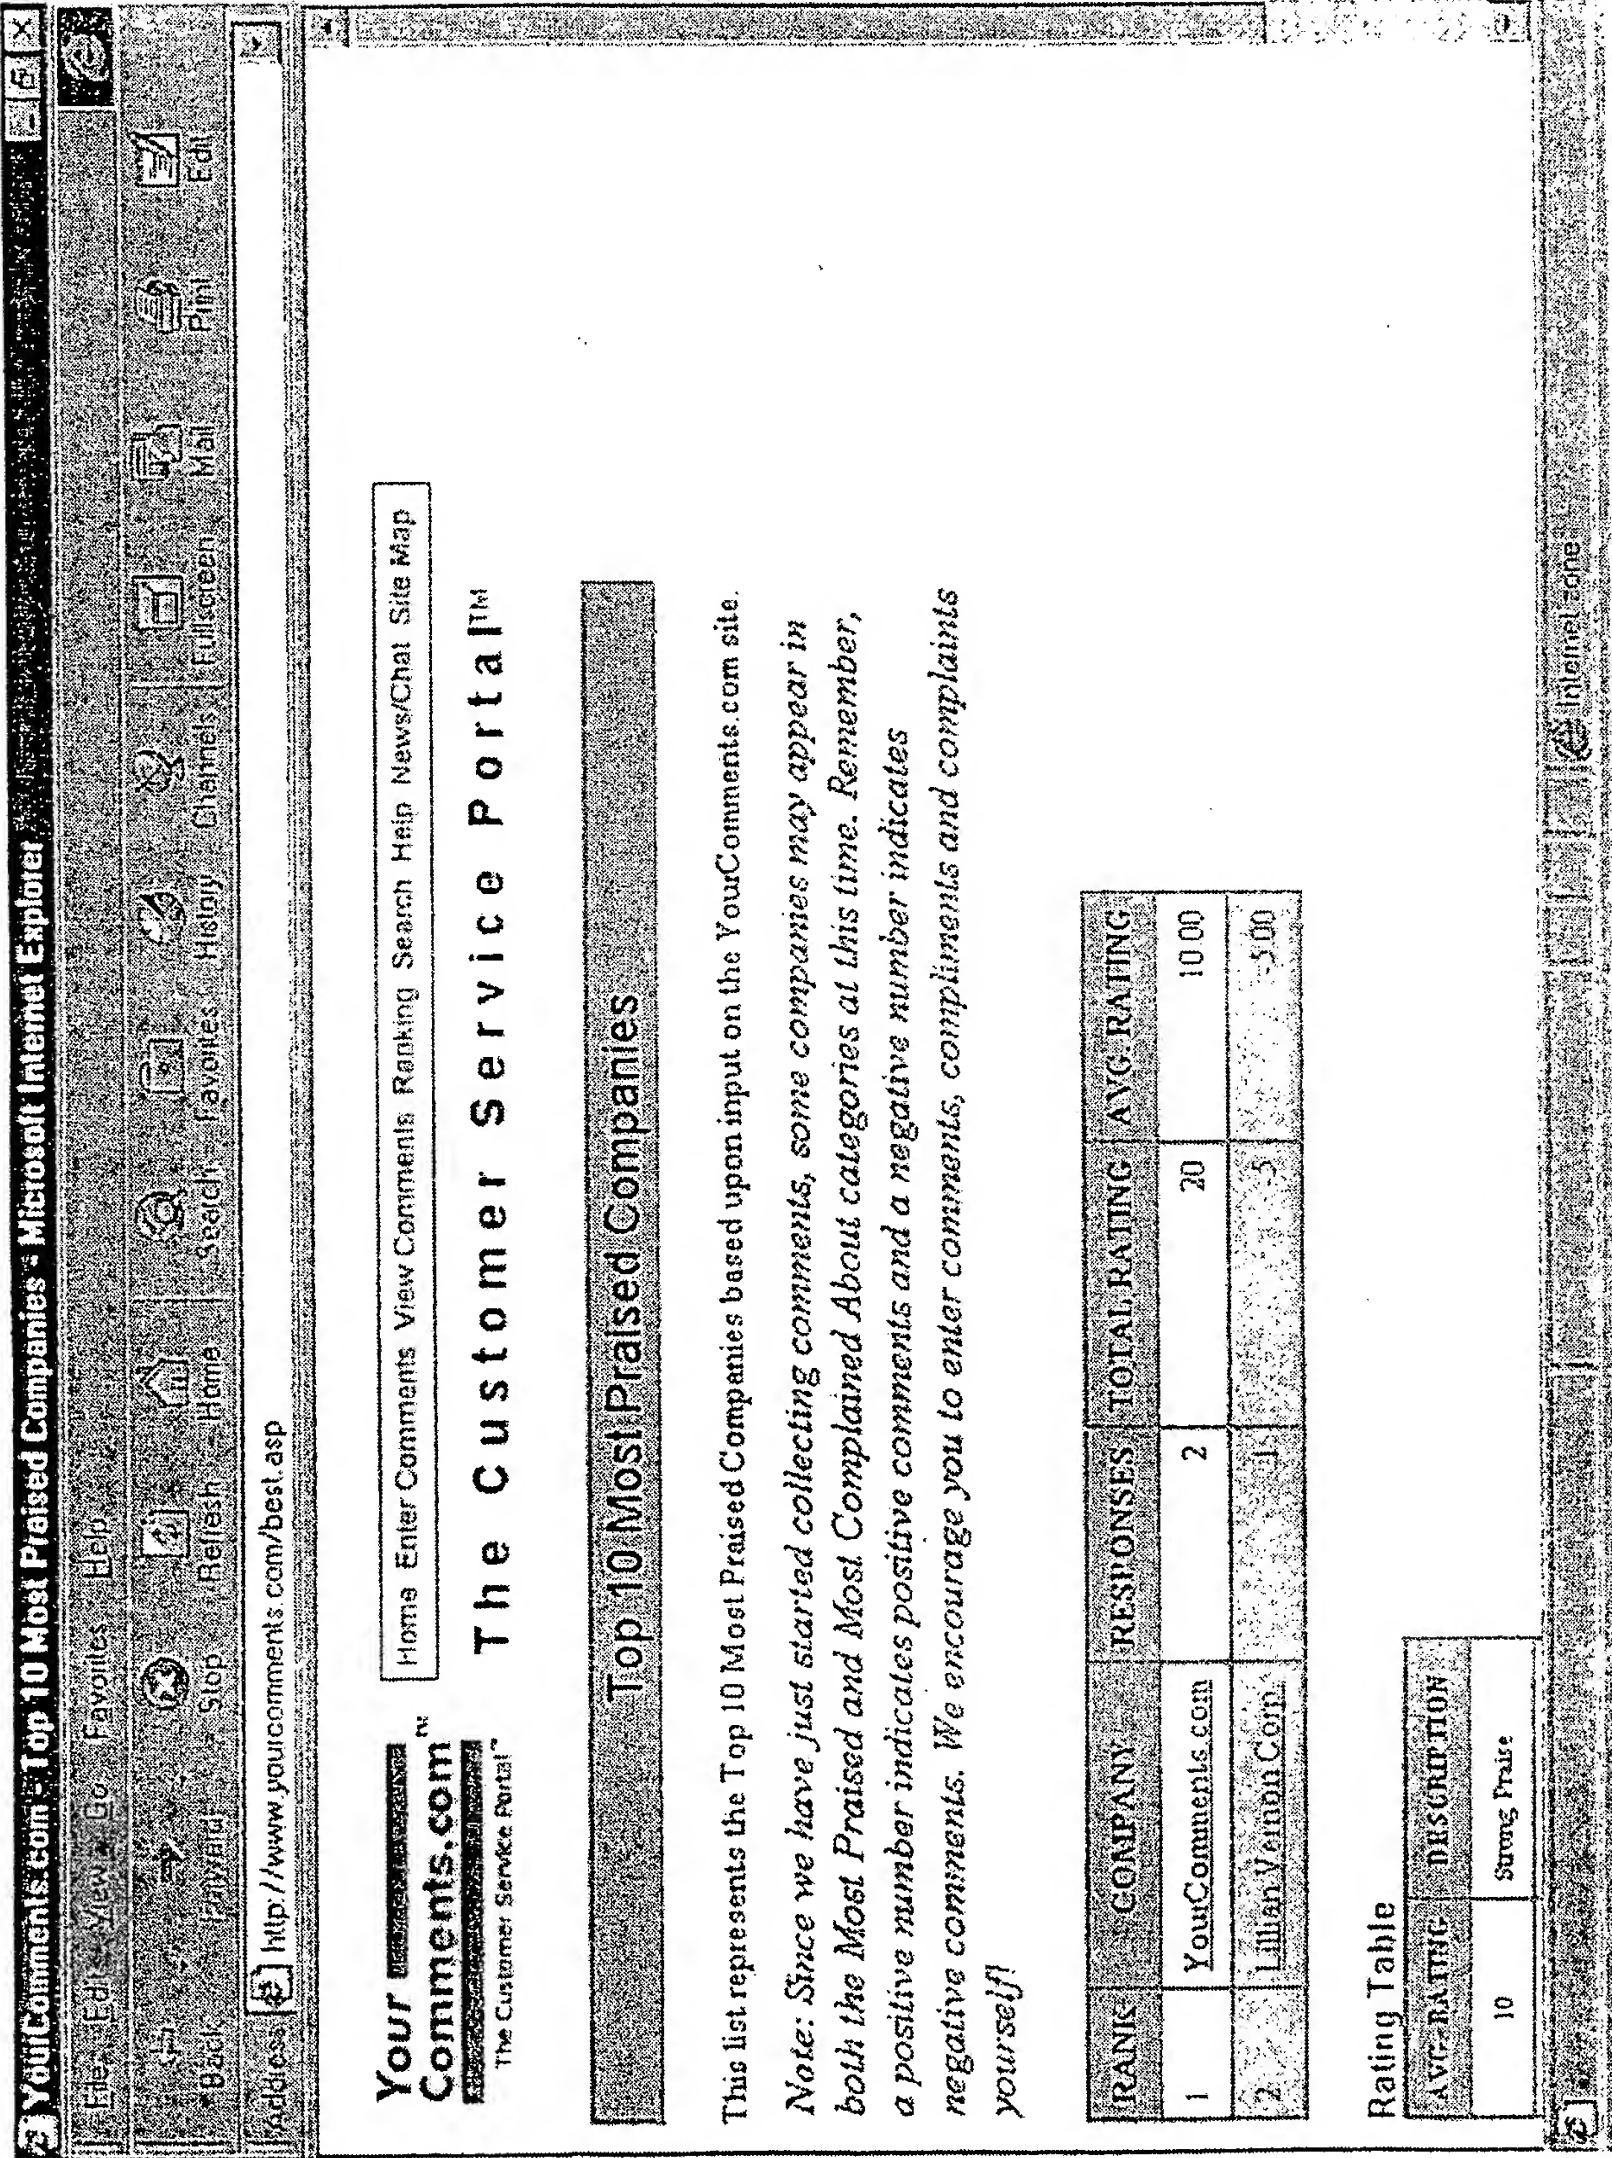 YourComments.com - Top 10 Most Praised Companies - Microsoft Internet Explorer
File Edit View Go Favorites Help
Back Forward Stop Refresh Home Search Favorites History Channels Fullscreen Mail Print Edit
Address http://www.yourcomments.com/best.asp
Home Enter Comments View Comments Ranking Search Help News/Chat Site Map
Your
Comments.com™
The Customer Service Portal™
The Customer Service Portal™
Top 10 Most Praised Companies
This list represents the Top 10 Most Praised Companies based upon input on the YourComments.com site.
Note: Since we have just started collecting comments, some companies may appear in
both the Most Praised and Most Complained About categories at this time. Remember,
a positive number indicates positive comments and a negative number indicates
negative comments. We encourage you to enter comments, compliments and complaints
yourself!
RANK COMPANY RESPONSES TOTAL RATING AVG. RATING
1 YourComments.com 2 20 10.00
2 Lillian Vernon Corp. 1 -5 -5.00
Rating Table
AVG. RATING DESCRIPTION
10 Strong Praise
Internet zone